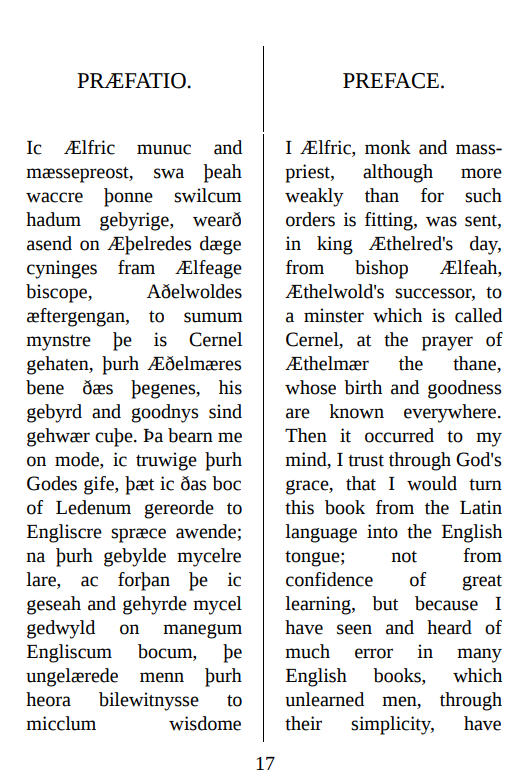 PRÆFATIO.
Ic Ælfric munuc and
mæssepreost, swa þeah
waccre þonne swilcum
hadum gebyrige, wearð
asend on Æþelredes dæge
cyninges fram Ælfeage
biscope, Aðelwoldes
æftergengan, to sumum
mynstre þe is Cernel
gehaten, þurh Æðelmæres
bene ðæs þegenes, his
gebyrd and goodnys sind
gehwær cuþe. Þa bearn me
on mode, ic truwige þurh
Godes gife, þæt ic ðas boc
of Ledenum gereorde to
Engliscre spræce awende;
na þurh gebylde mycelre
lare, ac forþan þe ic
geseah and gehyrde mycel
gedwyld on manegum
Engliscum bocum, þe
ungelærede menn þurh
heora bilewitnysse to
micclum wisdome
PREFACE.
I Ælfric, monk and mass-
priest, although more
weakly than for such
orders is fitting, was sent,
in king Æthelred's day,
from bishop Ælfeah,
Æthelwold's successor, to
a minster which is called
Cernel, at the prayer of
Æthelmær the thane,
whose birth and goodness
are known everywhere.
Then it occurred to my
mind, I trust through God's
grace, that I would turn
this book from the Latin
language into the English
tongue; not from
confidence of great
learning, but because I
have seen and heard of
much error in many
English books, which
unlearned men, through
their simplicity, have
17